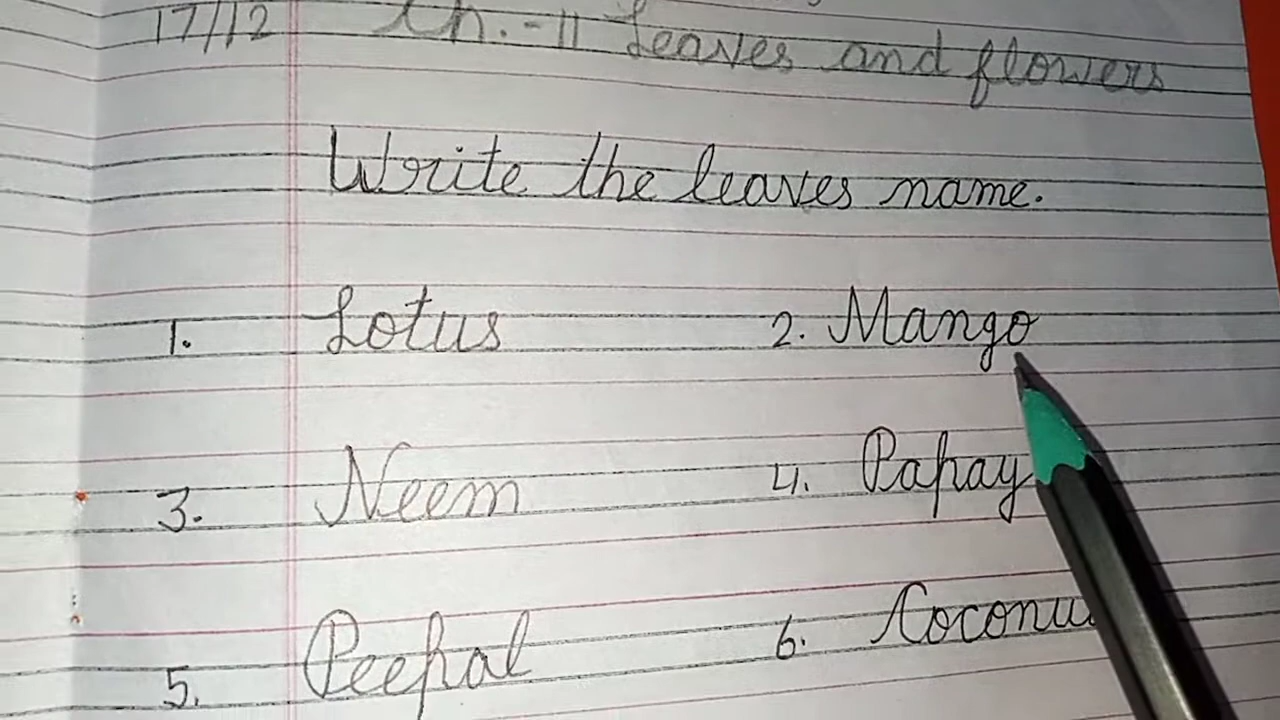 17/12 Ch.-11 Leaves and flowers
Write the leaves name.
1. Lotus 2. Mango
3. Neem 4. Papay
5. Peepal 6. Coconu